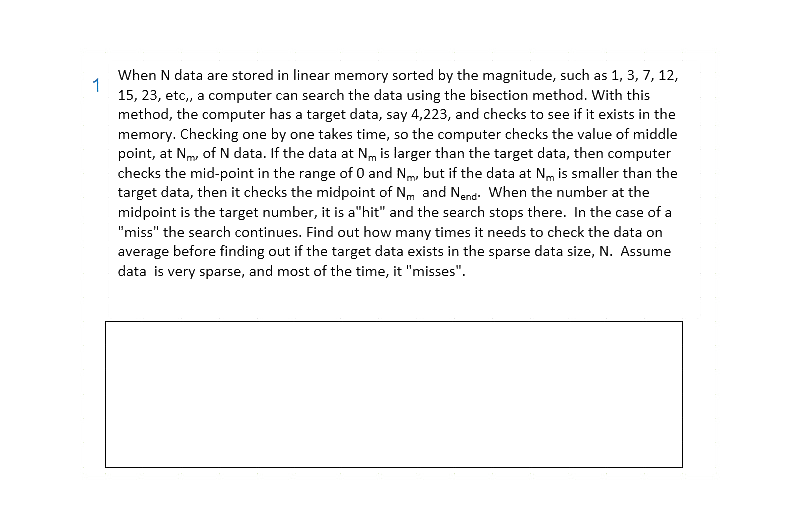 1
When N data are stored in linear memory sorted by the magnitude, such as 1, 3, 7, 12,
15, 23, etc,, a computer can search the data using the bisection method. With this
method, the computer has a target data, say 4,223, and checks to see if it exists in the
memory. Checking one by one takes time, so the computer checks the value of middle
point, at Nm, of N data. If the data at Nm is larger than the target data, then computer
checks the mid-point in the range of 0 and Nm, but if the data at Nm is smaller than the
target data, then it checks the midpoint of Nm and Nend. When the number at the
midpoint is the target number, it is a"hit" and the search stops there. In the case of a
"miss" the search continues. Find out how many times it needs to check the data on
average before finding out if the target data exists in the sparse data size, N. Assume
data is very sparse, and most of the time, it "misses".